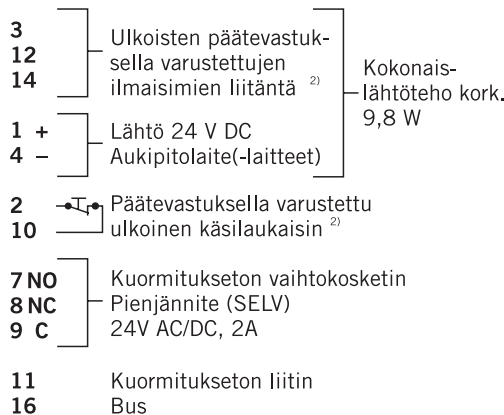 3
12
14
Ulkoisten päätevastuk-
sella varustettujen
ilmaisimien liitäntä 2)
Kokonais-
lähtöteho kork.
9,8 W
1 + Lähtö 24 V DC
4 – Aukipitolaite(-laitteet)
2 Päätevastuksella varustettu
10 ulkoinen käsilaukaisin 2)
7 NO Kuormitukseton vaihtokosketin
8 NC Pienjännite (SELV)
9 C 24V AC/DC, 2A
11 Kuormitukseton liitin
16 Bus